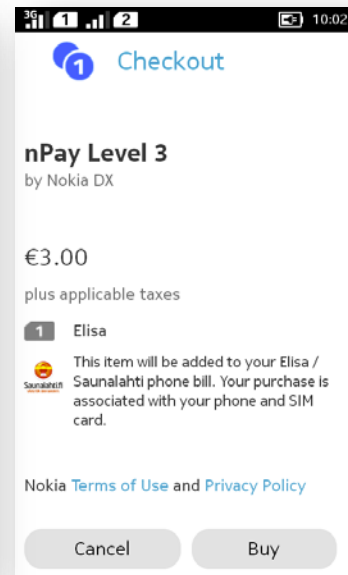 3G 1 2 10:02
1 Checkout
nPay Level 3
by Nokia DX
€3.00
plus applicable taxes
1 Elisa
This item will be added to your Elisa /
Saunalahti phone bill. Your purchase is
associated with your phone and SIM
card.
Saunalahti.fi
Nokia Terms of Use and Privacy Policy
Cancel Buy